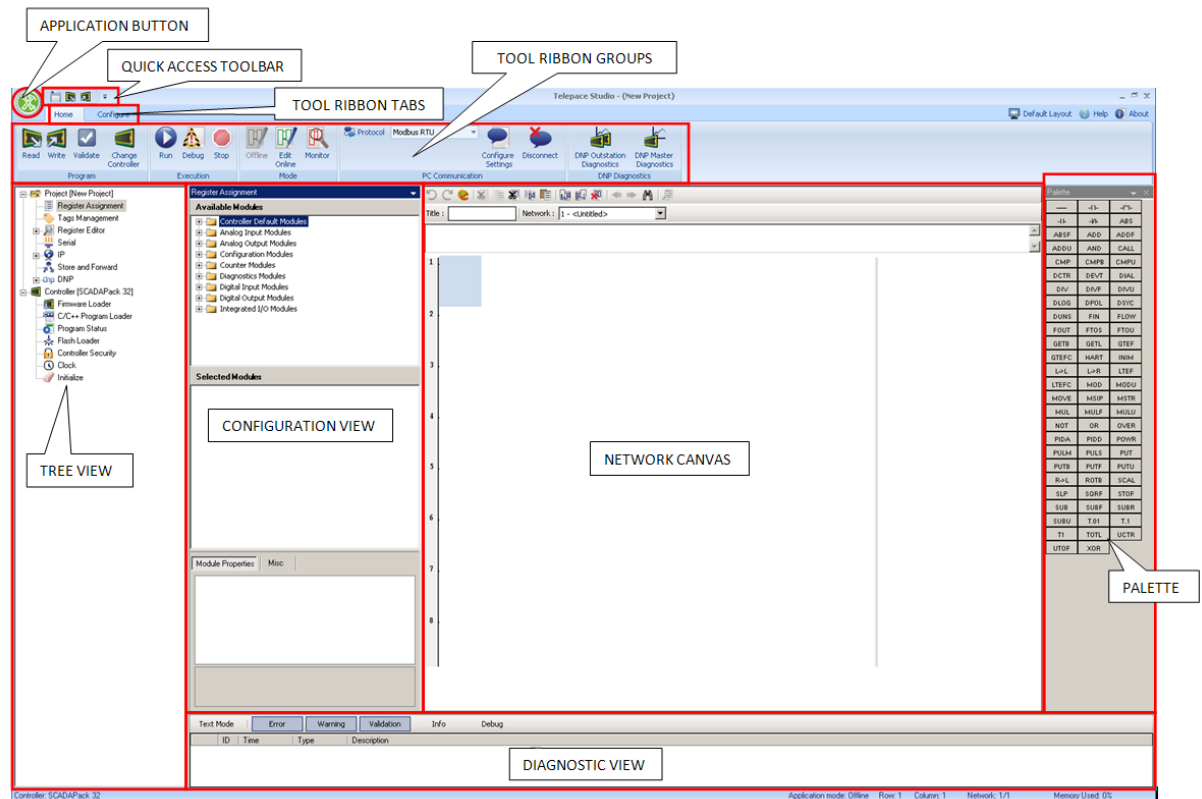 APPLICATION BUTTON
QUICK ACCESS TOOLBAR
TOOL RIBBON GROUPS
TOOL RIBBON TABS
Telepace Studio - (New Project)
Home Configure
Default Layout Help About
Read Write Validate Change Controller
Run Debug Stop
Offline Edit Online Monitor
Protocol Modbus RTU
Configure Settings Disconnect
DNP Outstation Diagnostics DNP Master Diagnostics
Program Execution Mode PC Communication DNP Diagnostics
Project [New Project]
Register Assignment
Tags Management
Register Editor
Serial
IP
Store and Forward
dnp DNP
Controller [SCADAPack 32]
Firmware Loader
C/C++ Program Loader
Program Status
Flash Loader
Controller Security
Clock
Initialize
TREE VIEW
Register Assignment
Available Modules
Controller Default Modules
Analog Input Modules
Analog Output Modules
Configuration Modules
Counter Modules
Diagnostics Modules
Digital Input Modules
Digital Output Modules
Integrated I/O Modules
Selected Modules
CONFIGURATION VIEW
Module Properties Misc
Title : Network : 1 - <Untitled>
1
2
3
4
5
6
7
8
NETWORK CANVAS
Palette
ABS
ABSF ADD ADDF
ADDU AND CALL
CMP CMPB CMPU
DCTR DEVT DIAL
DIV DIVF DIVU
DLOG DPOL DSYC
DUNS FIN FLOW
FOUT FTOS FTOU
GETB GETL GTEF
GTEFC HART INIM
L->L L->R LTEF
LTEFC MOD MODU
MOVE MSIP MSTR
MUL MULF MULU
NOT OR OVER
PIDA PIDD POWR
PULM PULS PUT
PUTB PUTF PUTU
R->L ROTB SCAL
SLP SQRF STOF
SUB SUBF SUBR
SUBU T.01 T.1
T1 TOTL UCTR
UTOF XOR
PALETTE
Text Mode Error Warning Validation Info Debug
ID Time Type Description
DIAGNOSTIC VIEW
Controller: SCADAPack 32 Application mode: Offline Row: 1 Column: 1 Network: 1/1 Memory Used: 0%